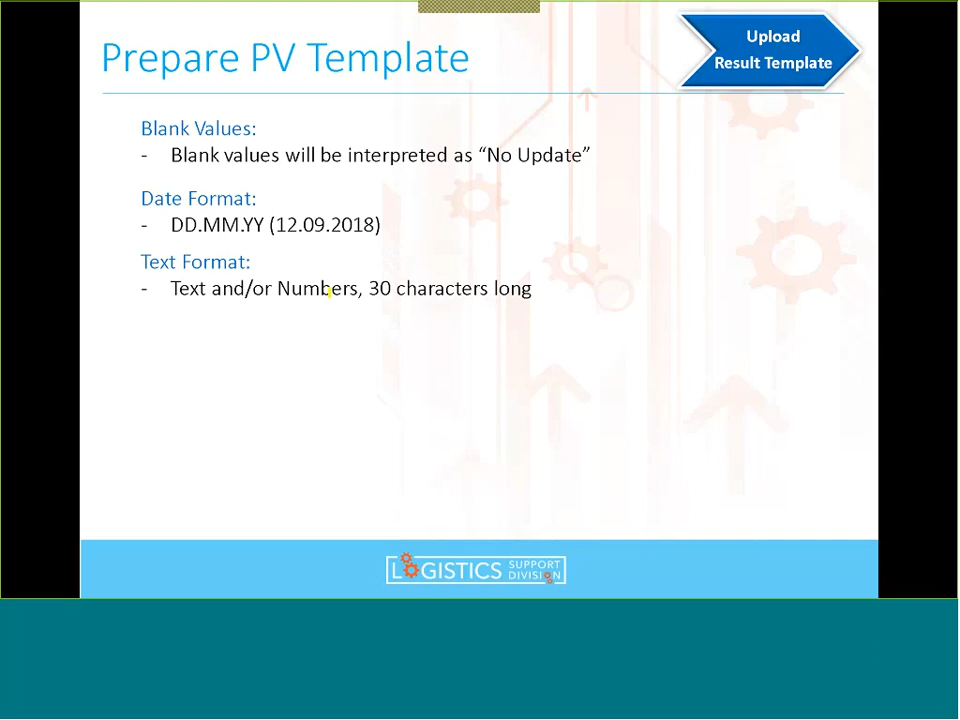 Prepare PV Template
Upload
Result Template
Blank Values:
- Blank values will be interpreted as “No Update”
Date Format:
- DD.MM.YY (12.09.2018)
Text Format:
- Text and/or Numbers, 30 characters long
LOGISTICS SUPPORT DIVISION